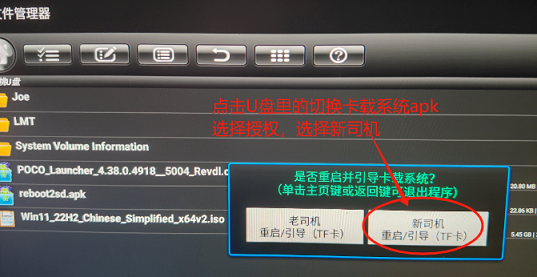 文件管理器
U盘
Joe
LMT
点击U盘里的切换卡载系统apk
选择授权，选择新司机
System Volume Information
POCO_Launcher_4.38.0.4918__5004_Revdl.c
reboot2sd.apk
Win11_22H2_Chinese_Simplified_x64v2.iso
是否重启并引导卡载系统？
（单击主页键或返回键可退出程序）
老司机
重启/引导（TF卡）
新司机
重启/引导（TF卡）
20.80 MB
22.86 KB
5.45 GB